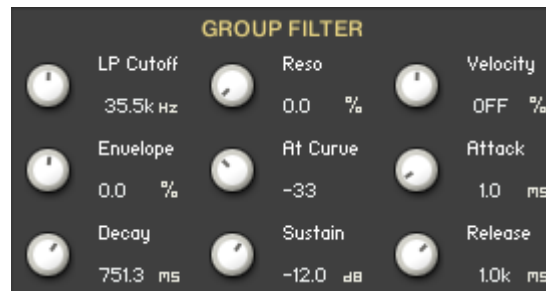 GROUP FILTER
LP Cutoff Reso Velocity
35.5k Hz 0.0 % OFF %
Envelope At Curve Attack
0.0 % -33 1.0 ms
Decay Sustain Release
751.3 ms -12.0 dB 1.0k ms